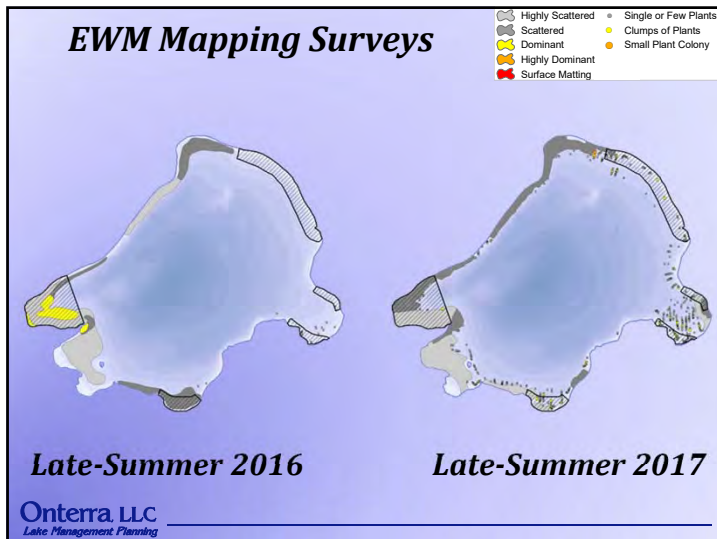 EWM Mapping Surveys
Highly Scattered
Scattered
Dominant
Highly Dominant
Surface Matting
Single or Few Plants
Clumps of Plants
Small Plant Colony
Late-Summer 2016
Late-Summer 2017
Onterra, LLC
Lake Management Planning